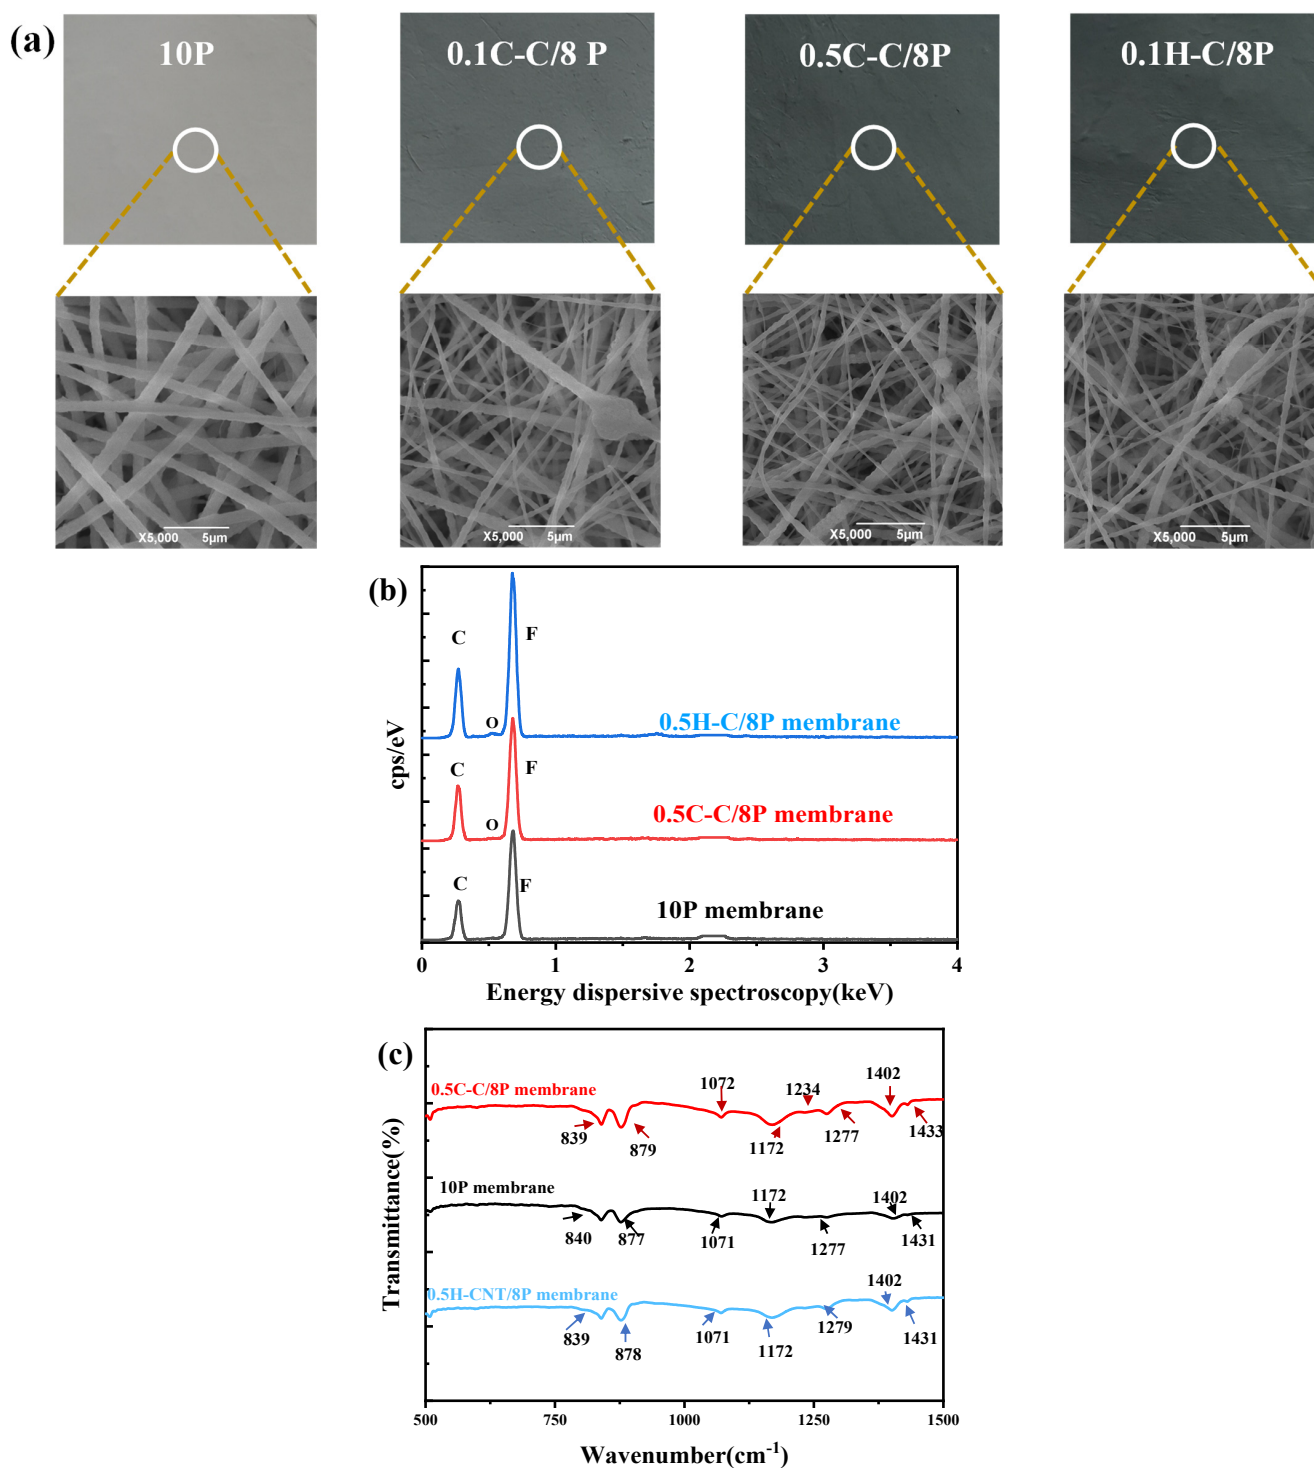 (a)
10P
0.1C-C/8 P
0.5C-C/8P
0.1H-C/8P
X5,000 5μm
X5,000 5μm
X5,000 5μm
X5,000 5μm
(b)
cps/eV
C
F
O
0.5H-C/8P membrane
C
F
O
0.5C-C/8P membrane
C
F
10P membrane
0 1 2 3 4
Energy dispersive spectroscopy(keV)
(c)
Transmittance(%)
0.5C-C/8P membrane
1072
1234
1402
839
879
1172
1277
1433
10P membrane
1172
1402
840
877
1071
1277
1431
0.5H-CNT/8P membrane
1402
839
878
1071
1172
1279
1431
500 750 1000 1250 1500
Wavenumber(cm⁻¹)